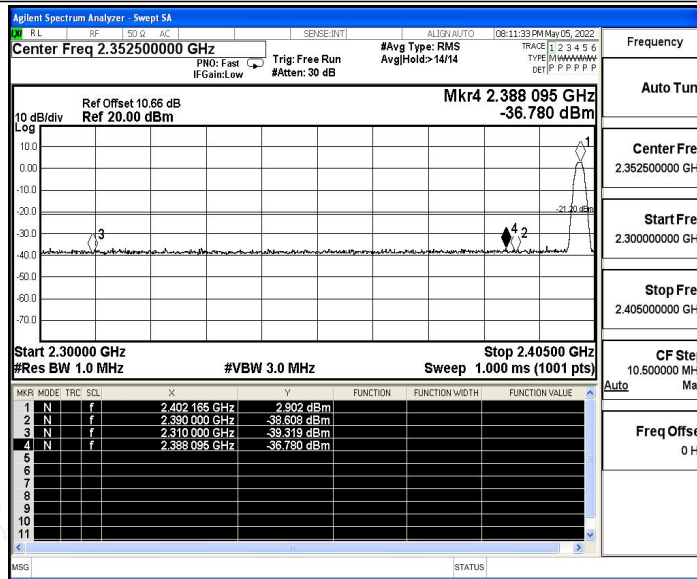 Agilent Spectrum Analyzer - Swept SA
LXI RL RF 50 Ω AC SENSE:INT ALIGN AUTO 08:11:33 PM May 05, 2022
Center Freq 2.352500000 GHz
PNO: Fast
IFGain:Low
Trig: Free Run
#Atten: 30 dB
#Avg Type: RMS
Avg|Hold:>14/14
TRACE 1 2 3 4 5 6
TYPE MWWWWW
DET P P P P P P
Ref Offset 10.66 dB
10 dB/div Ref 20.00 dBm
Log
Mkr4 2.388 095 GHz
-36.780 dBm
10.0
0.00
-10.0
-20.0
-30.0
-40.0
-50.0
-60.0
-70.0
1
-21.20 dBm
3
4 2
Start 2.30000 GHz Stop 2.40500 GHz
#Res BW 1.0 MHz #VBW 3.0 MHz Sweep 1.000 ms (1001 pts)
MKR MODE TRC SCL X Y FUNCTION FUNCTION WIDTH FUNCTION VALUE
1 N f 2.402 165 GHz 2.902 dBm
2 N f 2.390 000 GHz -38.608 dBm
3 N f 2.310 000 GHz -39.319 dBm
4 N f 2.388 095 GHz -36.780 dBm
5
6
7
8
9
10
11
MSG STATUS
Frequency
Auto Tun
Center Fre
2.352500000 GH
Start Fre
2.300000000 GH
Stop Fre
2.405000000 GH
CF Ste
10.500000 MH
Auto Ma
Freq Offse
0 H